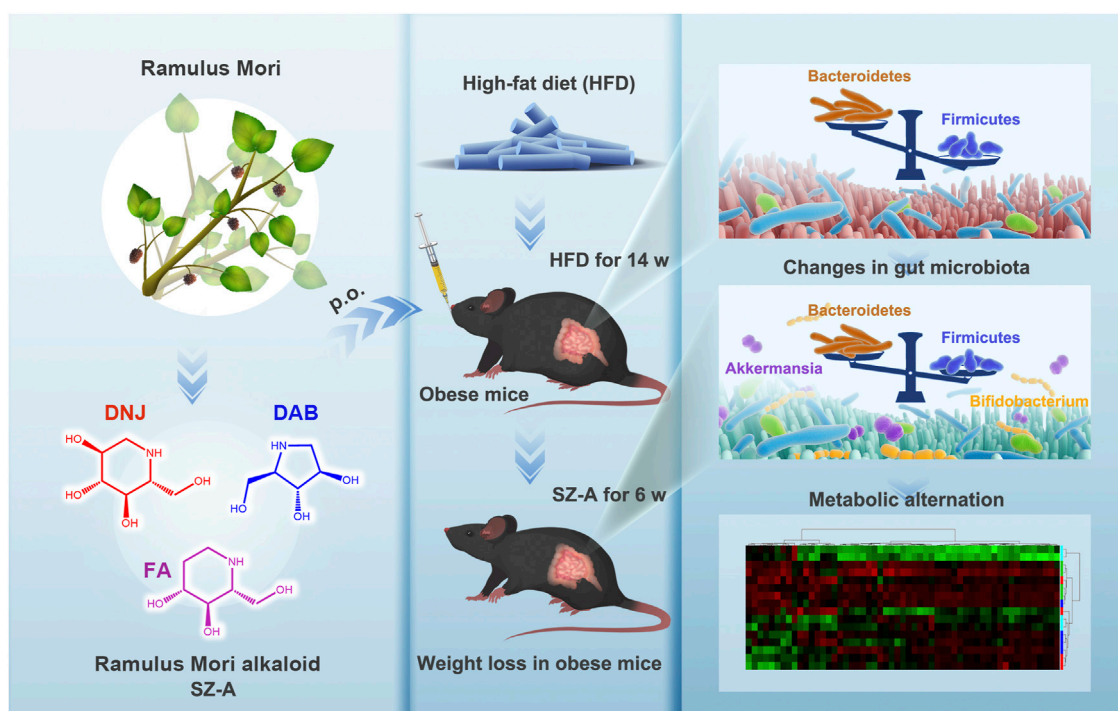 Ramulus Mori
p.o.
DNJ
HO
NH
HO
OH
OH
DAB
HN
OH
HO
OH
FA
NH
HO
OH
OH
Ramulus Mori alkaloid
SZ-A
High-fat diet (HFD)
HFD for 14 w
Obese mice
SZ-A for 6 w
Weight loss in obese mice
Bacteroidetes
Firmicutes
Changes in gut microbiota
Bacteroidetes
Firmicutes
Akkermansia
Bifidobacterium
Metabolic alternation